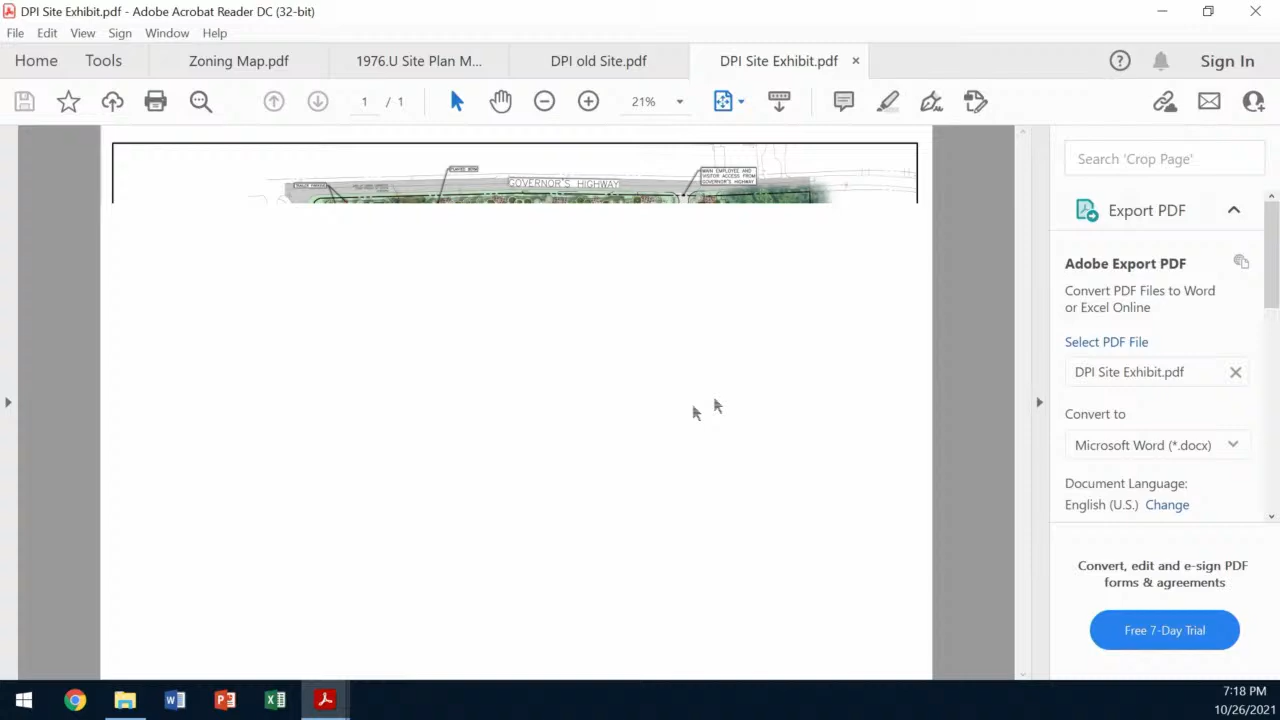 DPI Site Exhibit.pdf - Adobe Acrobat Reader DC (32-bit)
File Edit View Sign Window Help
Home Tools Zoning Map.pdf 1976.U Site Plan M... DPI old Site.pdf DPI Site Exhibit.pdf × Sign In
1 / 1 21%
Search 'Crop Page'
GOVERNOR'S HIGHWAY
MAIN EMPLOYEE AND
VISITOR ACCESS FROM
GOVERNOR'S HIGHWAY
Export PDF
Adobe Export PDF
Convert PDF Files to Word
or Excel Online
Select PDF File
DPI Site Exhibit.pdf
Convert to
Microsoft Word (*.docx)
Document Language:
English (U.S.) Change
Convert, edit and e-sign PDF
forms & agreements
Free 7-Day Trial
7:18 PM
10/26/2021